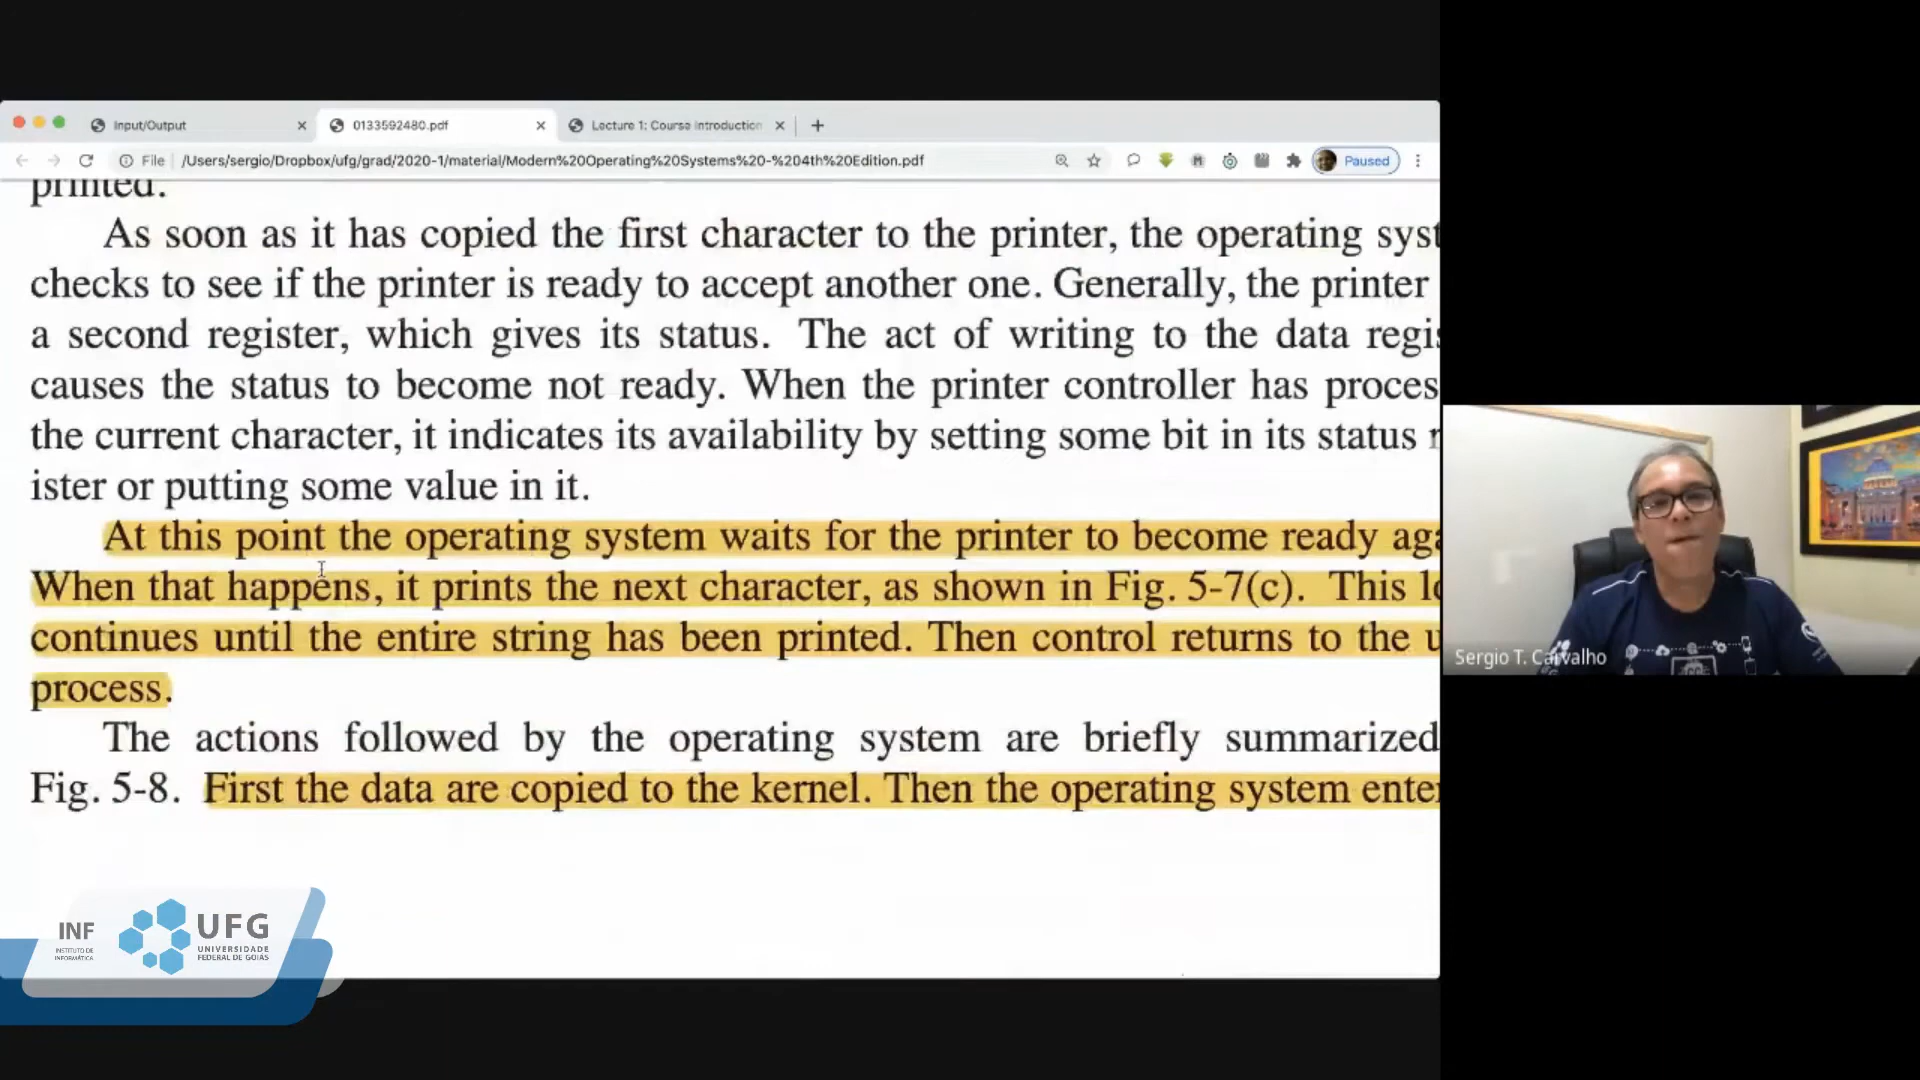 Input/Output
0133592480.pdf
Lecture 1: Course Introduction
File
/Users/sergio/Dropbox/ufg/grad/2020-1/material/Modern%20Operating%20Systems%20-%204th%20Edition.pdf
Paused
printed.
As soon as it has copied the first character to the printer, the operating syst
checks to see if the printer is ready to accept another one. Generally, the printer
a second register, which gives its status. The act of writing to the data regis
causes the status to become not ready. When the printer controller has proces
the current character, it indicates its availability by setting some bit in its status r
ister or putting some value in it.
At this point the operating system waits for the printer to become ready aga
When that happens, it prints the next character, as shown in Fig. 5-7(c). This lo
continues until the entire string has been printed. Then control returns to the u
process.
The actions followed by the operating system are briefly summarized
Fig. 5-8. First the data are copied to the kernel. Then the operating system enter
Sergio T. Carvalho
INF
INSTITUTO DE
INFORMÁTICA
UFG
UNIVERSIDADE
FEDERAL DE GOIÁS